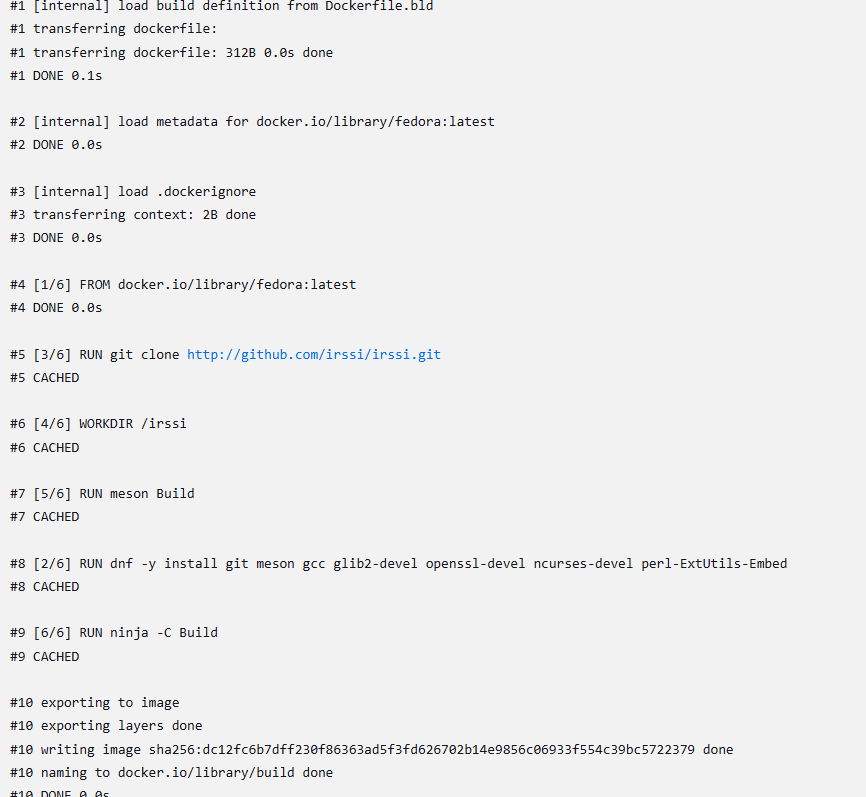 #1 [internal] load build definition from Dockerfile.bld
#1 transferring dockerfile:
#1 transferring dockerfile: 312B 0.0s done
#1 DONE 0.1s
#2 [internal] load metadata for docker.io/library/fedora:latest
#2 DONE 0.0s
#3 [internal] load .dockerignore
#3 transferring context: 2B done
#3 DONE 0.0s
#4 [1/6] FROM docker.io/library/fedora:latest
#4 DONE 0.0s
#5 [3/6] RUN git clone http://github.com/irssi/irssi.git
#5 CACHED
#6 [4/6] WORKDIR /irssi
#6 CACHED
#7 [5/6] RUN meson Build
#7 CACHED
#8 [2/6] RUN dnf -y install git meson gcc glib2-devel openssl-devel ncurses-devel perl-ExtUtils-Embed
#8 CACHED
#9 [6/6] RUN ninja -C Build
#9 CACHED
#10 exporting to image
#10 exporting layers done
#10 writing image sha256:dc12fc6b7dff230f86363ad5f3fd626702b14e9856c06933f554c39bc5722379 done
#10 naming to docker.io/library/build done
#10 DONE 0.0s